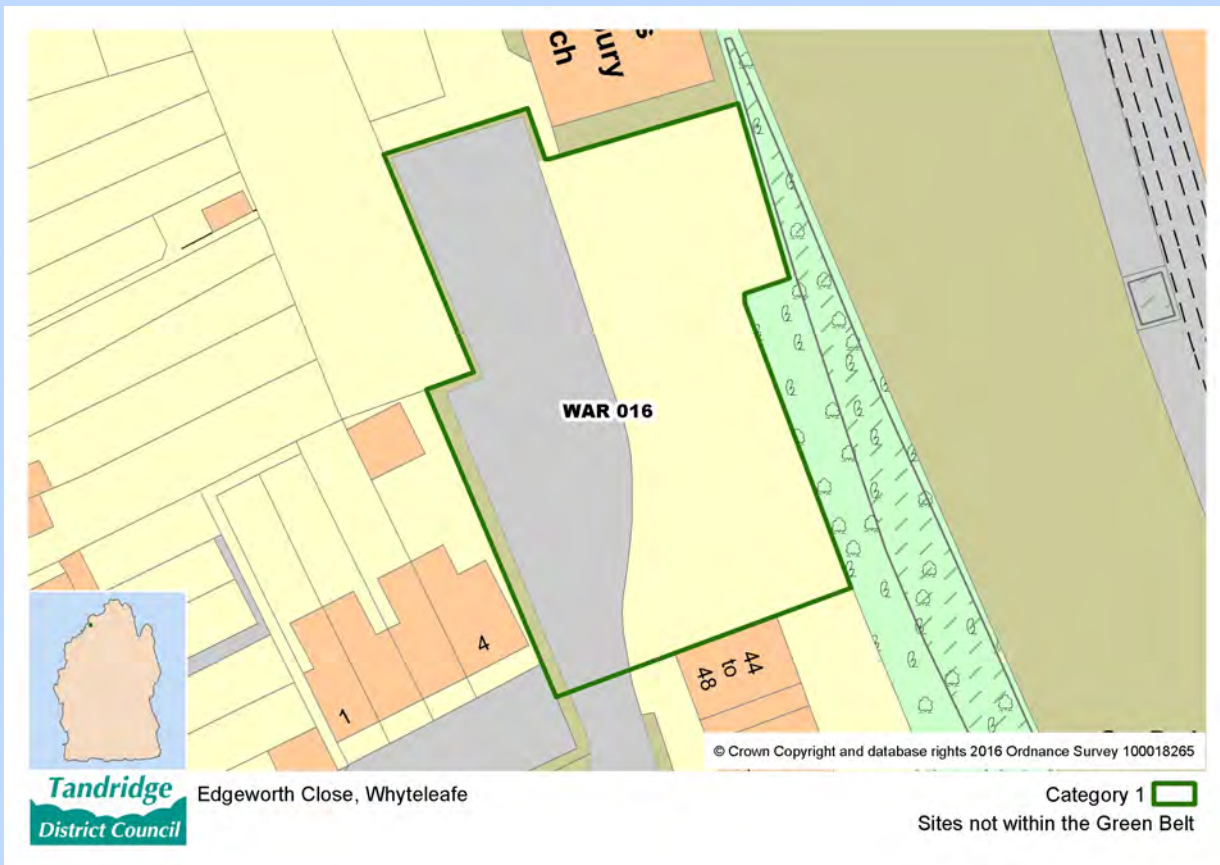 ch
bury
s
WAR 016
1
4
44
to
48
© Crown Copyright and database rights 2016 Ordnance Survey 100018265
Tandridge
District Council
Edgeworth Close, Whyteleafe
Category 1
Sites not within the Green Belt